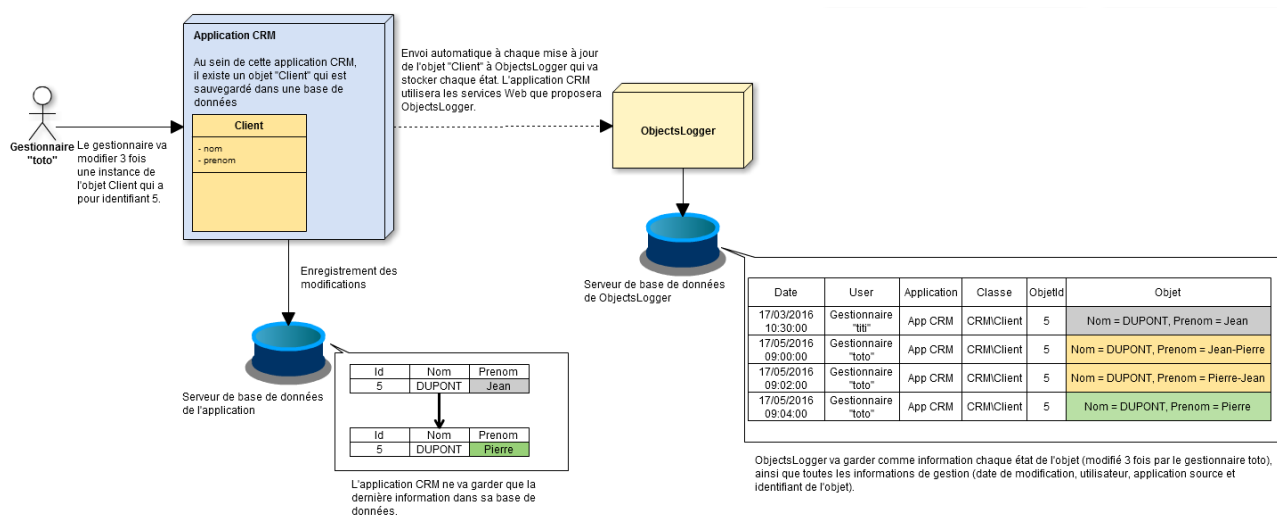 Application CRM
Au sein de cette application CRM,
il existe un objet "Client" qui est
sauvegardé dans une base de
données
Client
- nom
- prenom
Gestionnaire
"toto"
Le gestionnaire va
modifier 3 fois
une instance de
l'objet Client qui a
pour identifiant 5.
Envoi automatique à chaque mise à jour
de l'objet "Client" à ObjectsLogger qui va
stocker chaque état. L'application CRM
utilisera les services Web que proposera
ObjectsLogger.
ObjectsLogger
Enregistrement des
modifications
Serveur de base de données
de l'application
Id Nom Prenom
5 DUPONT Jean
Id Nom Prenom
5 DUPONT Pierre
L'application CRM ne va garder que la
dernière information dans sa base de
données.
Serveur de base de données
de ObjectsLogger
Date User Application Classe ObjetId Objet
17/03/2016 10:30:00 Gestionnaire "titi" App CRM CRM\Client 5 Nom = DUPONT, Prenom = Jean
17/05/2016 09:00:00 Gestionnaire "toto" App CRM CRM\Client 5 Nom = DUPONT, Prenom = Jean-Pierre
17/05/2016 09:02:00 Gestionnaire "toto" App CRM CRM\Client 5 Nom = DUPONT, Prenom = Pierre-Jean
17/05/2016 09:04:00 Gestionnaire "toto" App CRM CRM\Client 5 Nom = DUPONT, Prenom = Pierre
ObjectsLogger va garder comme information chaque état de l'objet (modifié 3 fois par le gestionnaire toto),
ainsi que toutes les informations de gestion (date de modification, utilisateur, application source et
identifiant de l'objet).